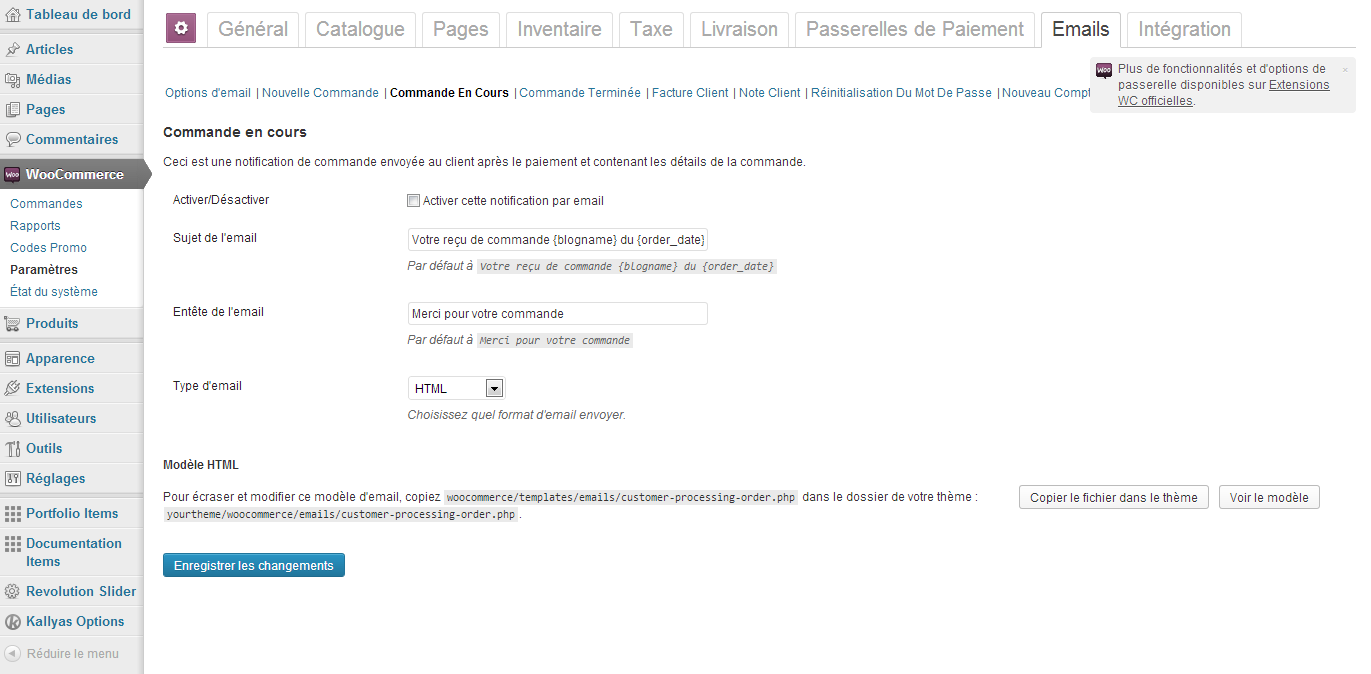 Tableau de bord
Articles
Médias
Pages
Commentaires
WooCommerce
Commandes
Rapports
Codes Promo
Paramètres
État du système
Produits
Apparence
Extensions
Utilisateurs
Outils
Réglages
Portfolio Items
Documentation
Items
Revolution Slider
Kallyas Options
Réduire le menu
Général Catalogue Pages Inventaire Taxe Livraison Passerelles de Paiement Emails Intégration
Woo Plus de fonctionnalités et d'options de ×
passerelle disponibles sur Extensions
WC officielles.
Options d'email | Nouvelle Commande | Commande En Cours | Commande Terminée | Facture Client | Note Client | Réinitialisation Du Mot De Passe | Nouveau Compt
Commande en cours
Ceci est une notification de commande envoyée au client après le paiement et contenant les détails de la commande.
Activer/Désactiver Activer cette notification par email
Sujet de l'email Votre reçu de commande {blogname} du {order_date}
Par défaut à Votre reçu de commande {blogname} du {order_date}
Entête de l'email Merci pour votre commande
Par défaut à Merci pour votre commande
Type d'email HTML
Choisissez quel format d'email envoyer.
Modèle HTML
Pour écraser et modifier ce modèle d'email, copiez woocommerce/templates/emails/customer-processing-order.php dans le dossier de votre thème :
yourtheme/woocommerce/emails/customer-processing-order.php .
Copier le fichier dans le thème Voir le modèle
Enregistrer les changements